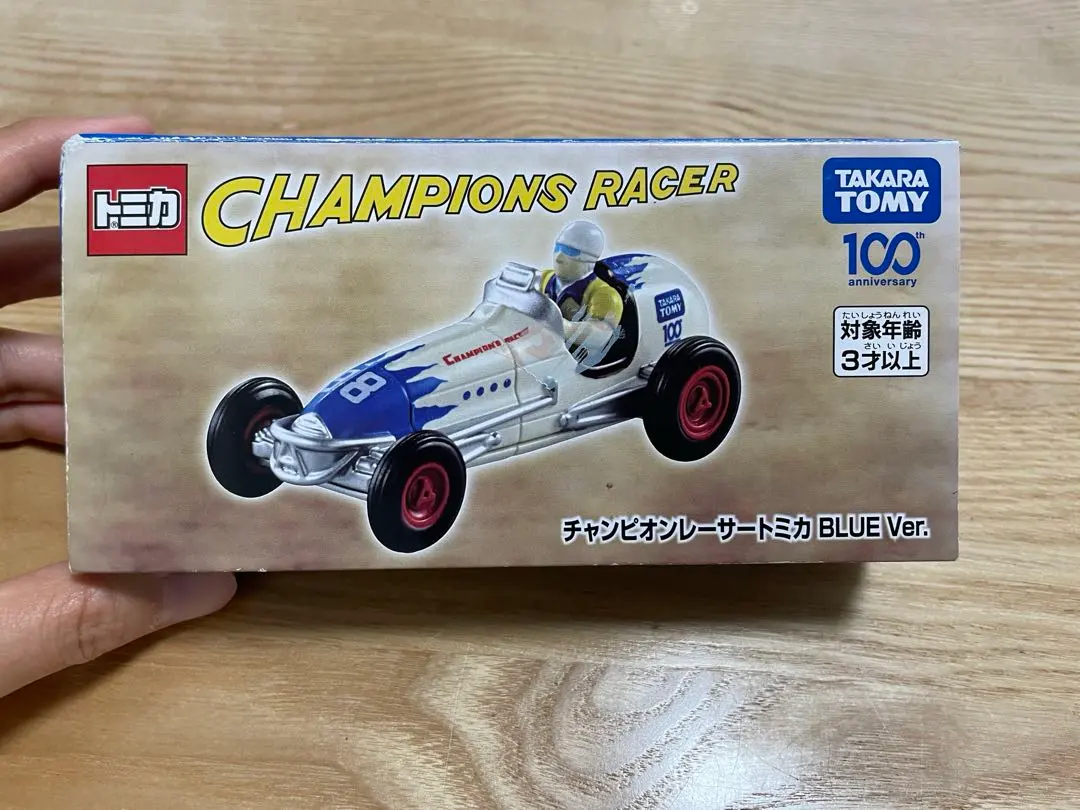 トミカ®
CHAMPIONS RACER
TAKARA
TOMY
100th
anniversary
たいしょうねんれい
対象年齢
さい いじょう
3才以上
TAKARA
TOMY
100
CHAMPION'S RACER
98
チャンピオンレーサートミカ BLUE Ver.